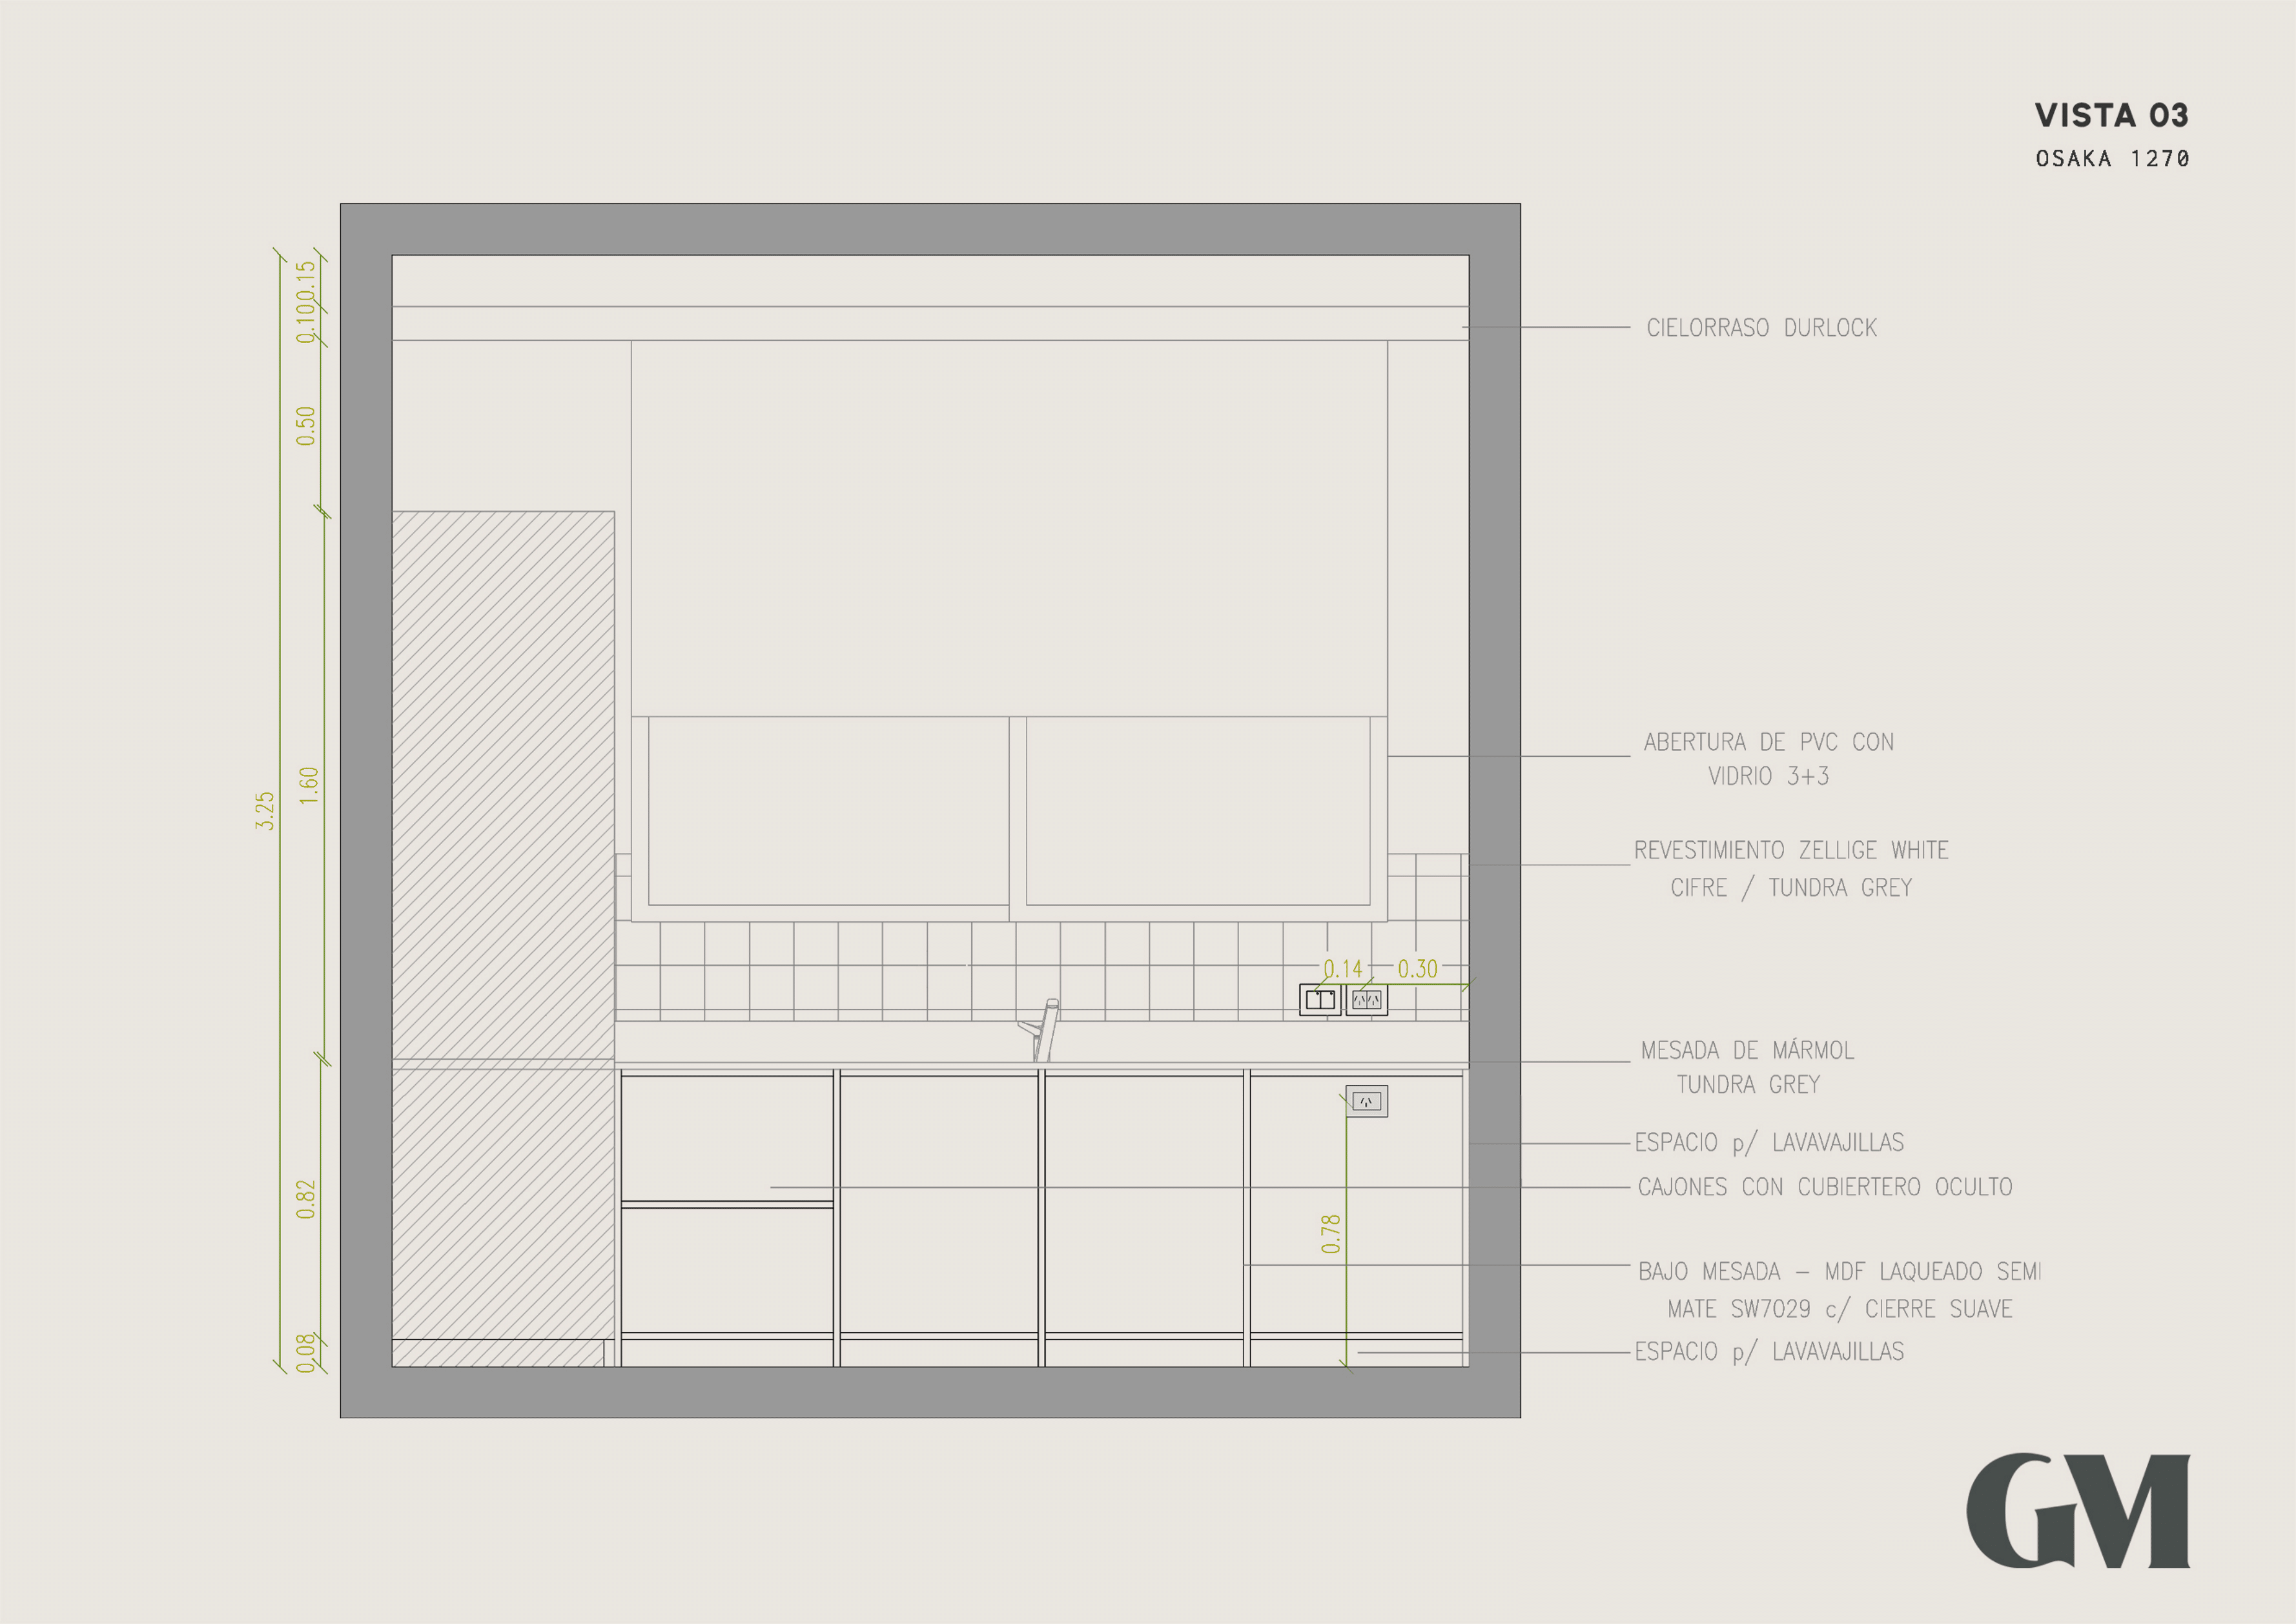 VISTA 03
OSAKA 1270
0.15
0.10
CIELORRASO DURLOCK
0.50
ABERTURA DE PVC CON
VIDRIO 3+3
1.60
3.25
REVESTIMIENTO ZELLIGE WHITE
CIFRE / TUNDRA GREY
0.14
0.30
MESADA DE MÁRMOL
TUNDRA GREY
ESPACIO p/ LAVAVAJILLAS
CAJONES CON CUBIERTERO OCULTO
0.82
0.78
BAJO MESADA – MDF LAQUEADO SEMI
MATE SW7029 c/ CIERRE SUAVE
ESPACIO p/ LAVAVAJILLAS
0.08
GM